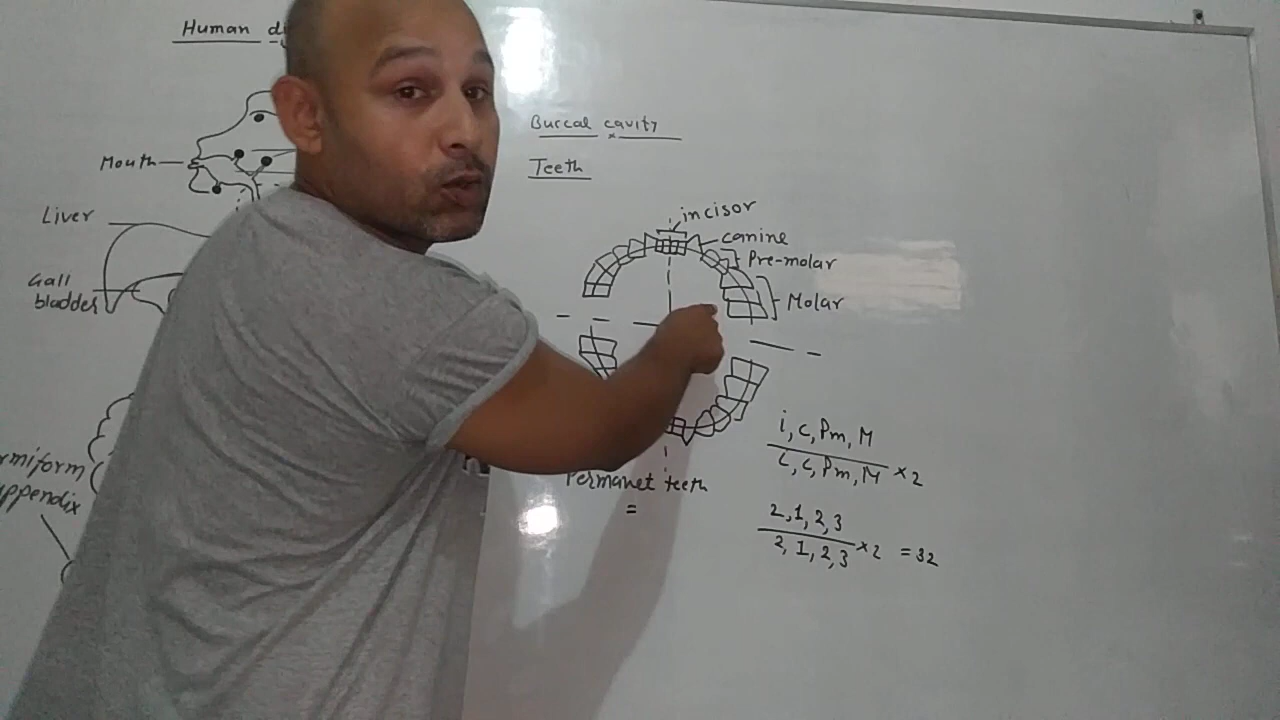 Human di
Mouth
Liver
Gall
bladder
rmiform
ppendix
Buccal cavity
Teeth
incisor
canine
Pre-molar
Molar
i, c, Pm, M
i, c, Pm, M ×2
2, 1, 2, 3
2, 1, 2, 3 ×2 = 32
Permanet teeth
=